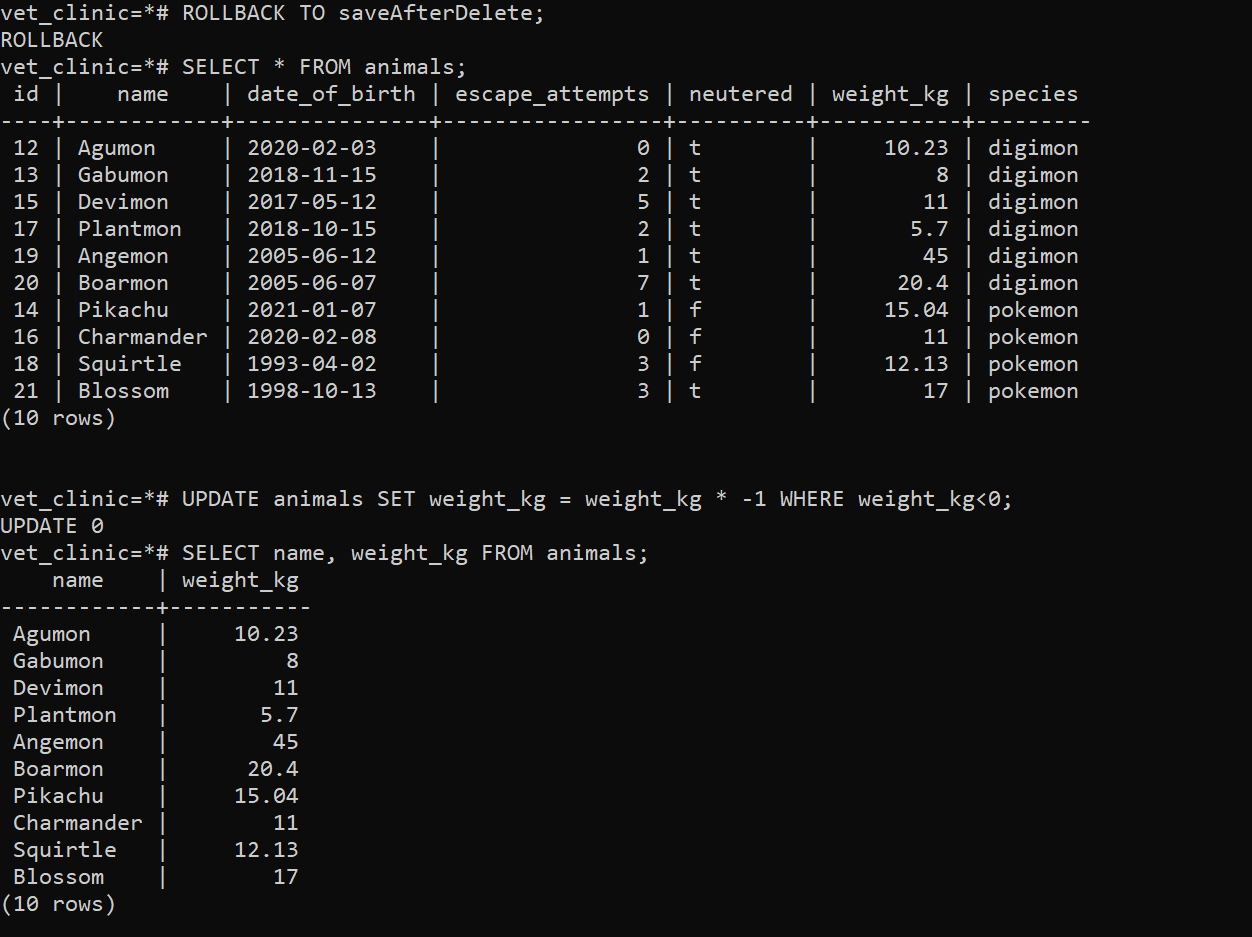 vet_clinic=*# ROLLBACK TO saveAfterDelete;
ROLLBACK
vet_clinic=*# SELECT * FROM animals;
 id |    name    | date_of_birth | escape_attempts | neutered | weight_kg | species
----+------------+---------------+-----------------+----------+-----------+---------
 12 | Agumon     | 2020-02-03    |               0 | t        |     10.23 | digimon
 13 | Gabumon    | 2018-11-15    |               2 | t        |         8 | digimon
 15 | Devimon    | 2017-05-12    |               5 | t        |        11 | digimon
 17 | Plantmon   | 2018-10-15    |               2 | t        |       5.7 | digimon
 19 | Angemon    | 2005-06-12    |               1 | t        |        45 | digimon
 20 | Boarmon    | 2005-06-07    |               7 | t        |      20.4 | digimon
 14 | Pikachu    | 2021-01-07    |               1 | f        |     15.04 | pokemon
 16 | Charmander | 2020-02-08    |               0 | f        |        11 | pokemon
 18 | Squirtle   | 1993-04-02    |               3 | f        |     12.13 | pokemon
 21 | Blossom    | 1998-10-13    |               3 | t        |        17 | pokemon
(10 rows)
vet_clinic=*# UPDATE animals SET weight_kg = weight_kg * -1 WHERE weight_kg<0;
UPDATE 0
vet_clinic=*# SELECT name, weight_kg FROM animals;
    name    | weight_kg
------------+-----------
 Agumon     |     10.23
 Gabumon    |         8
 Devimon    |        11
 Plantmon   |       5.7
 Angemon    |        45
 Boarmon    |      20.4
 Pikachu    |     15.04
 Charmander |        11
 Squirtle   |     12.13
 Blossom    |        17
(10 rows)